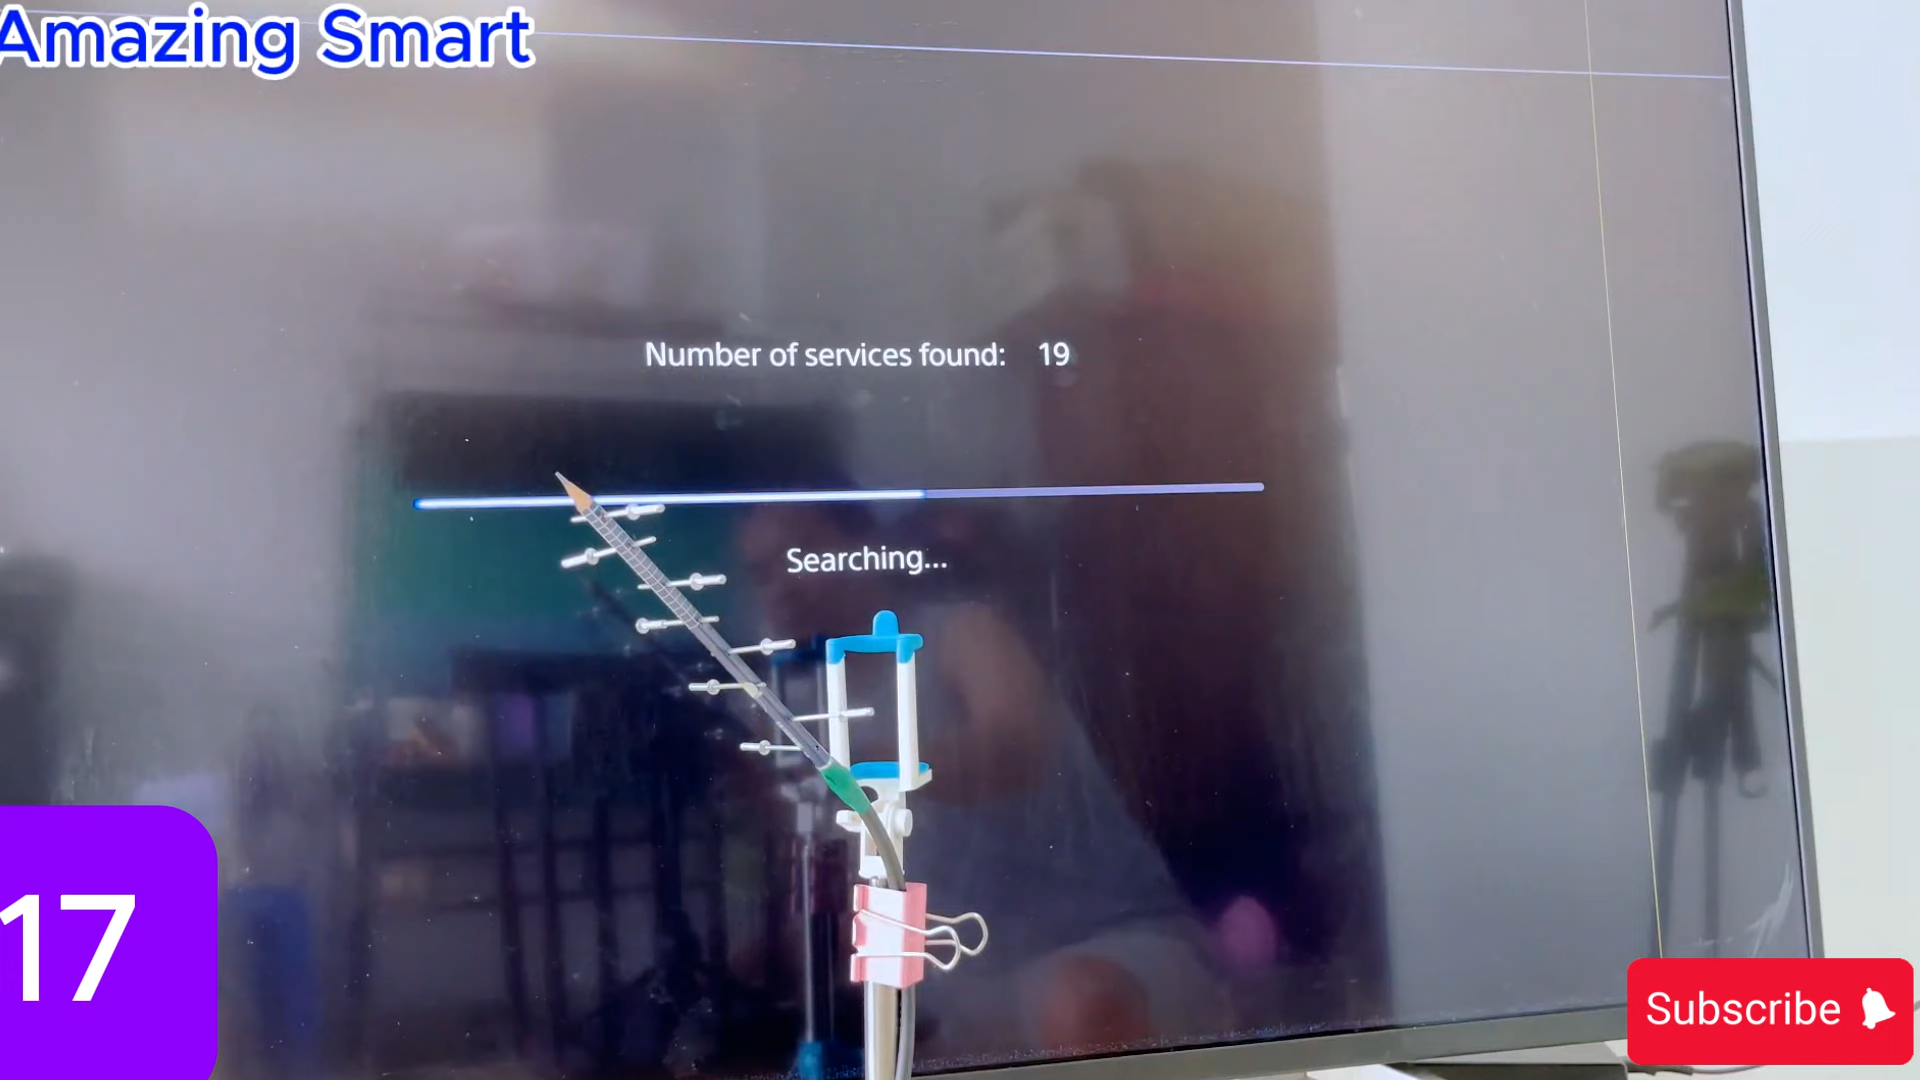 Amazing Smart
Number of services found: 19
Searching...
17
Subscribe